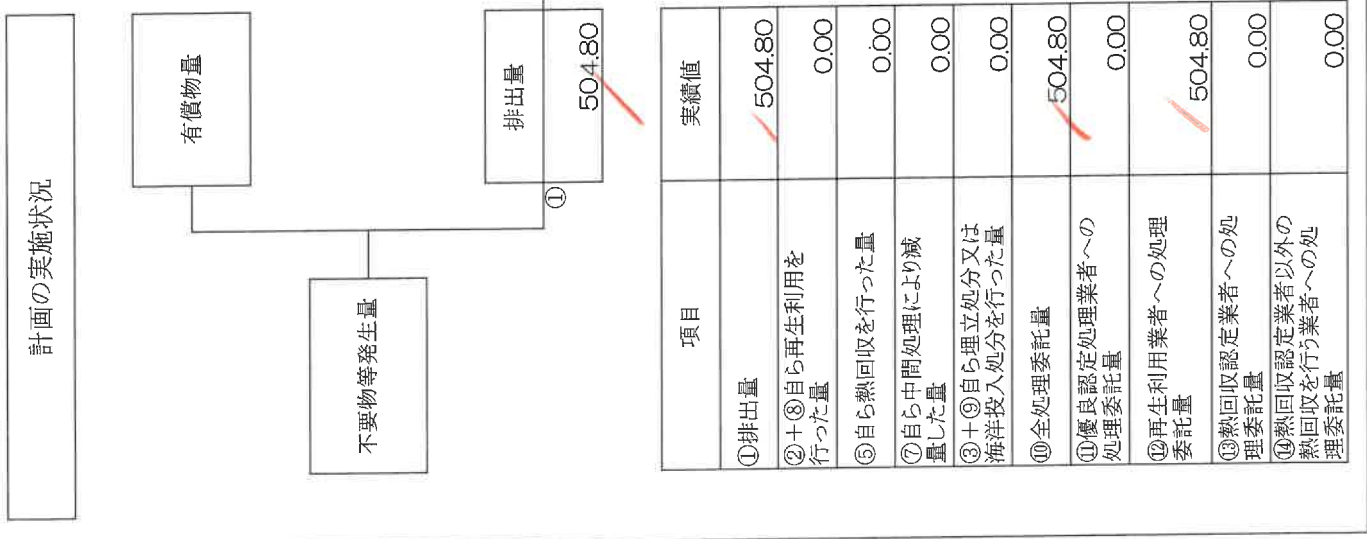 計画の実施状況
有償物量
不要物等発生量
①
排出量
504.80
項目
実績値
①排出量
504.80
②+⑧自ら再生利用を
行った量
0.00
⑤自ら熱回収を行った量
0.00
⑦自ら中間処理により減
量した量
0.00
③+⑨自ら埋立処分又は
海洋投入処分を行った量
0.00
⑩全処理委託量
504.80
⑪優良認定処理業者への
処理委託量
0.00
⑫再生利用業者への処理
委託量
504.80
⑬熱回収認定業者への処
理委託量
0.00
⑭熱回収認定業者以外の
熱回収を行う業者への処
理委託量
0.00